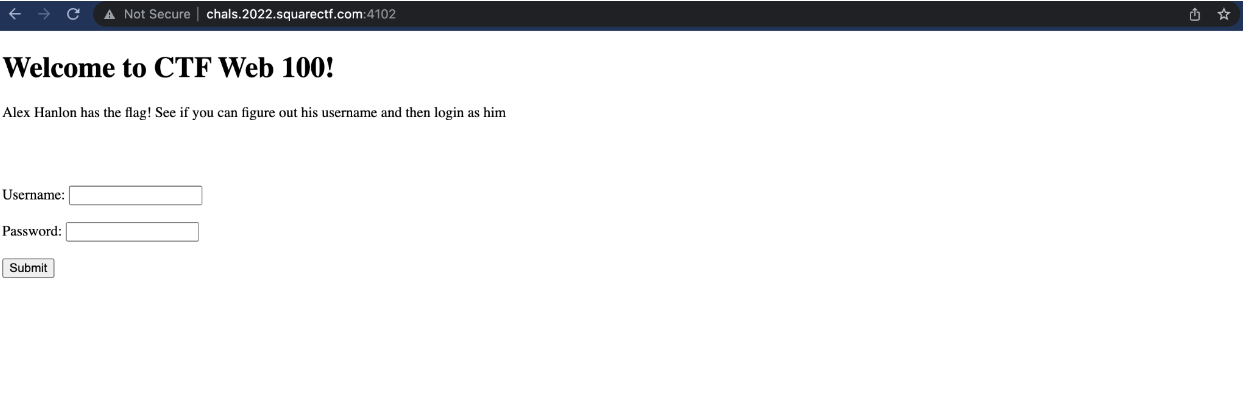 Not Secure | chals.2022.squarectf.com:4102
Welcome to CTF Web 100!
Alex Hanlon has the flag! See if you can figure out his username and then login as him
Username:
Password:
Submit